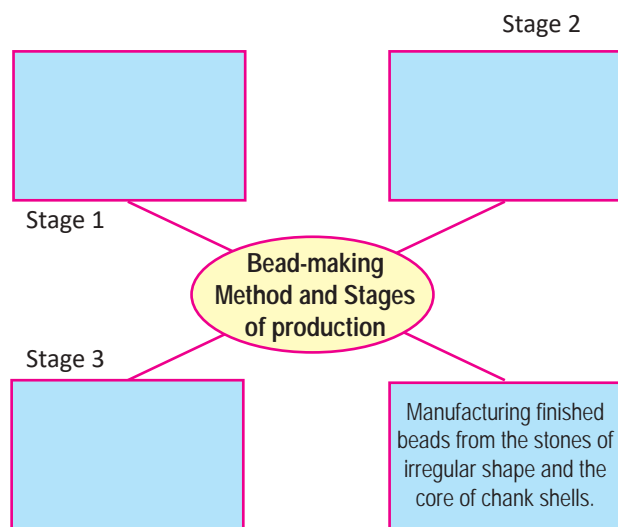 Stage 2
Stage 1
Bead-making
Method and Stages
of production
Stage 3
Manufacturing finished
beads from the stones of
irregular shape and the
core of chank shells.